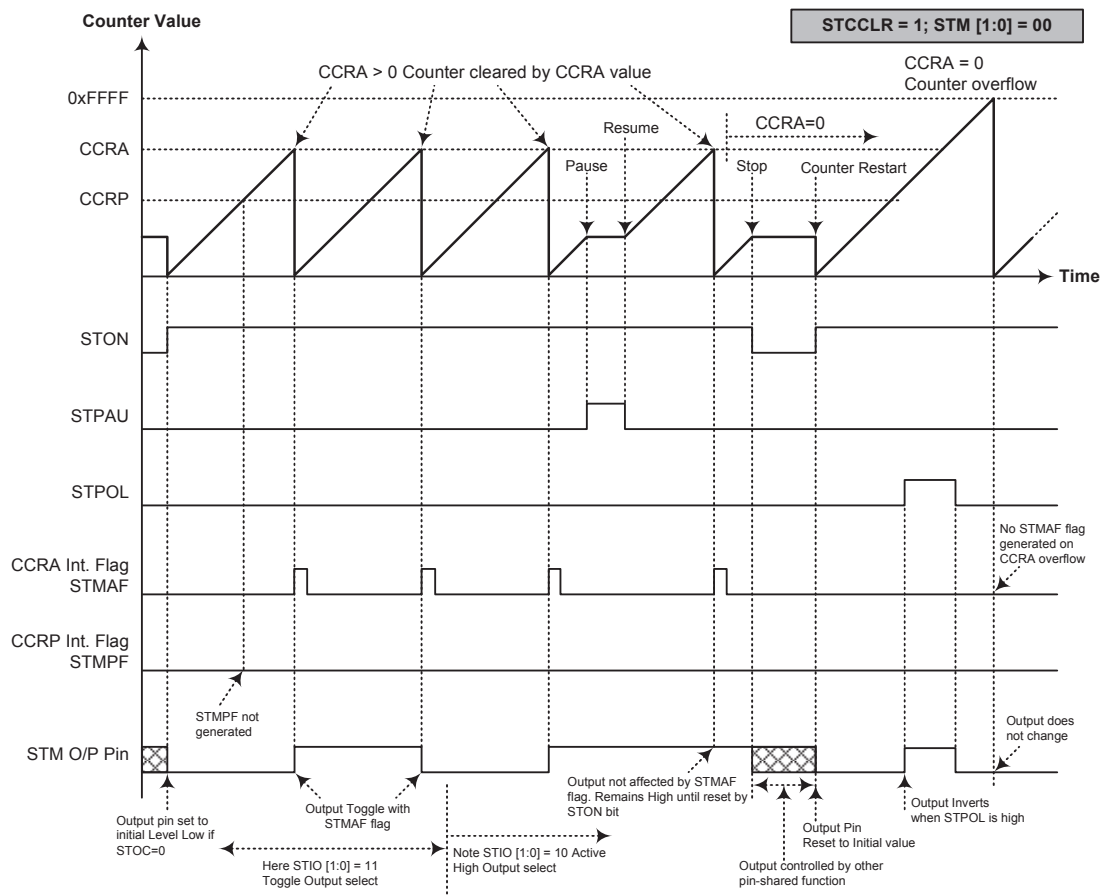 Counter Value
STCCLR = 1; STM [1:0] = 00
CCRA > 0 Counter cleared by CCRA value
CCRA = 0
Counter overflow
0xFFFF
Resume
CCRA=0
CCRA
Pause
Stop
Counter Restart
CCRP
Time
STON
STPAU
STPOL
No STMAF flag
generated on
CCRA overflow
CCRA Int. Flag
STMAF
CCRP Int. Flag
STMPF
STMPF not
generated
Output does
not change
STM O/P Pin
Output pin set to
initial Level Low if
STOC=0
Output Toggle with
STMAF flag
Output not affected by STMAF
flag. Remains High until reset by
STON bit
Output Inverts
when STPOL is high
Output Pin
Reset to Initial value
Here STIO [1:0] = 11
Toggle Output select
Note STIO [1:0] = 10 Active
High Output select
Output controlled by other
pin-shared function